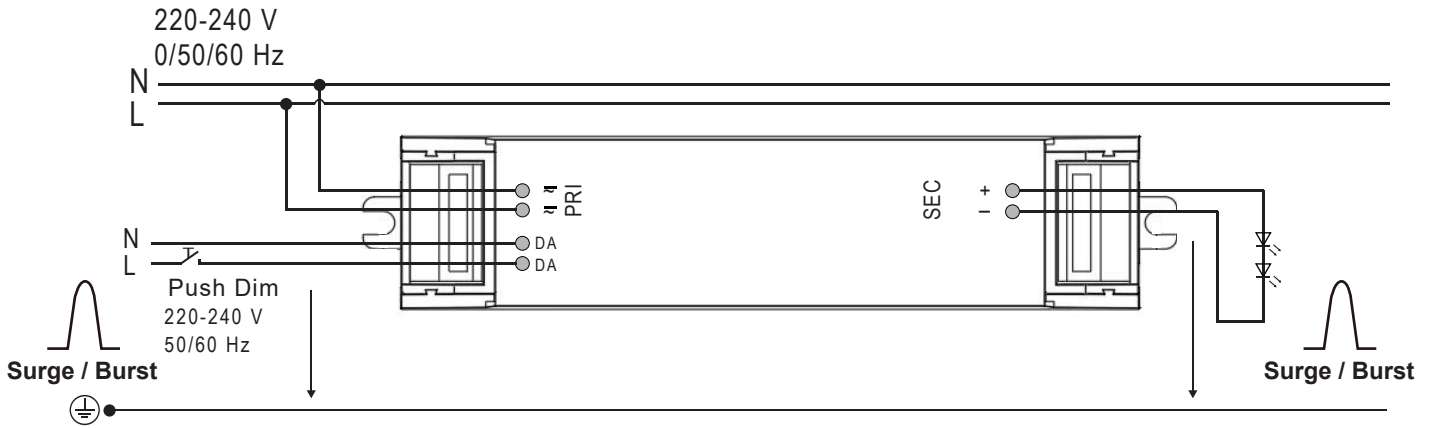 220-240 V
0/50/60 Hz
N
L
PRI
SEC
+
−
N
L
DA
DA
Push Dim
220-240 V
50/60 Hz
Surge / Burst
Surge / Burst